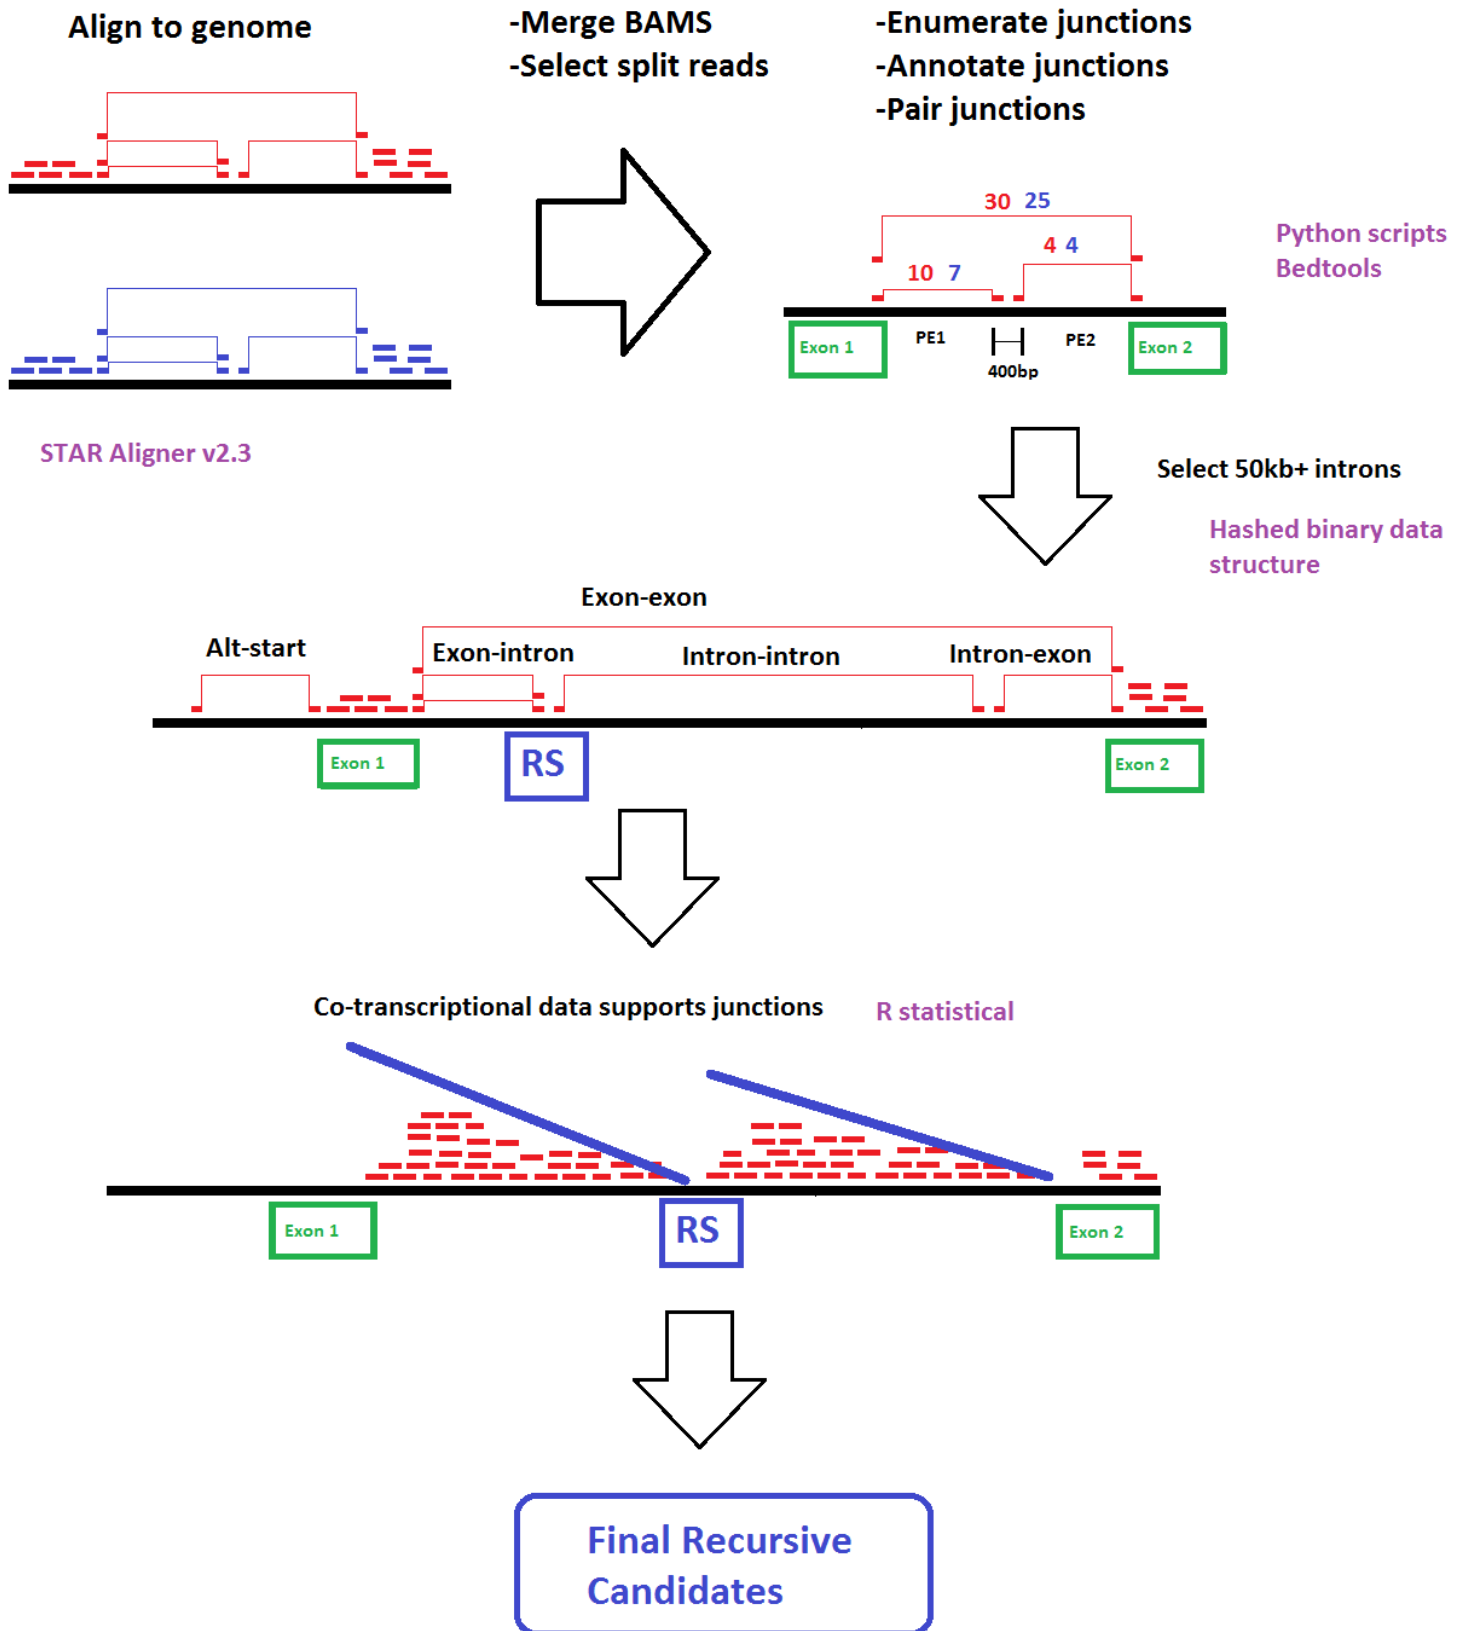 Align to genome
-Merge BAMS
-Select split reads
-Enumerate junctions
-Annotate junctions
-Pair junctions
30 25
4 4
10 7
Python scripts
Bedtools
Exon 1
PE1
400bp
PE2
Exon 2
STAR Aligner v2.3
Select 50kb+ introns
Hashed binary data
structure
Exon-exon
Alt-start
Exon-intron
Intron-intron
Intron-exon
Exon 1
RS
Exon 2
Co-transcriptional data supports junctions
R statistical
Exon 1
RS
Exon 2
Final Recursive
Candidates